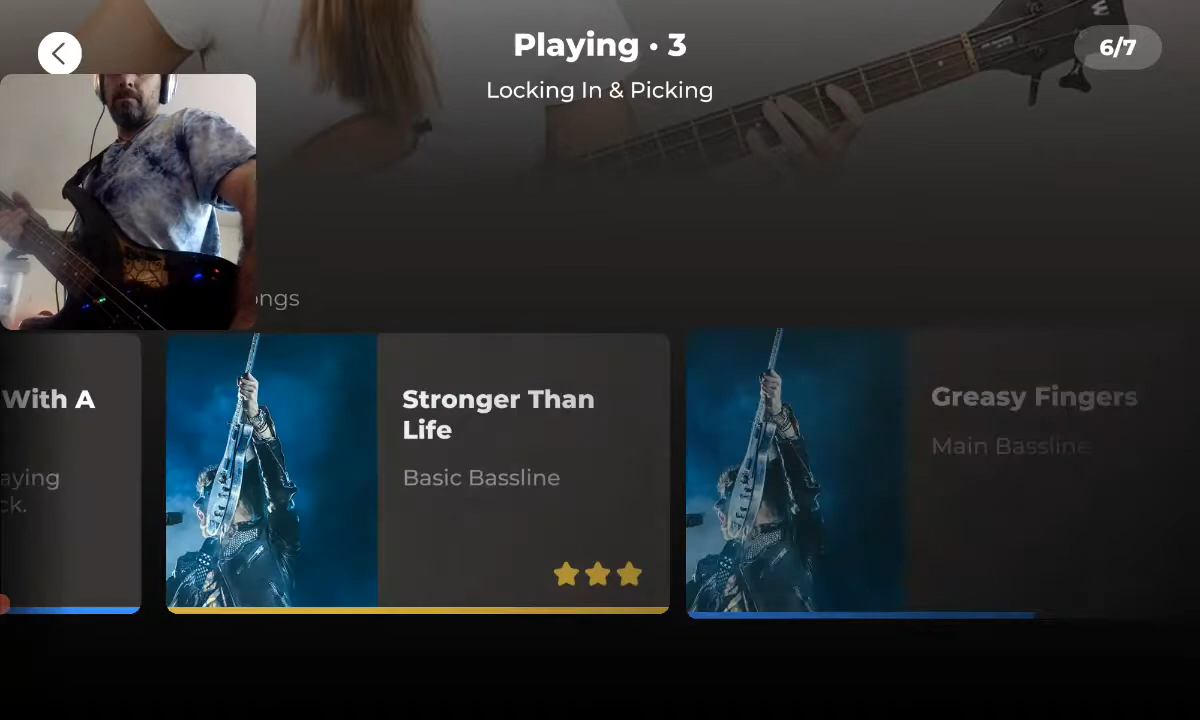 Playing • 3
6/7
Locking In & Picking
ongs
With A
aying
ck.
Stronger Than
Life
Basic Bassline
Greasy Fingers
Main Bassline